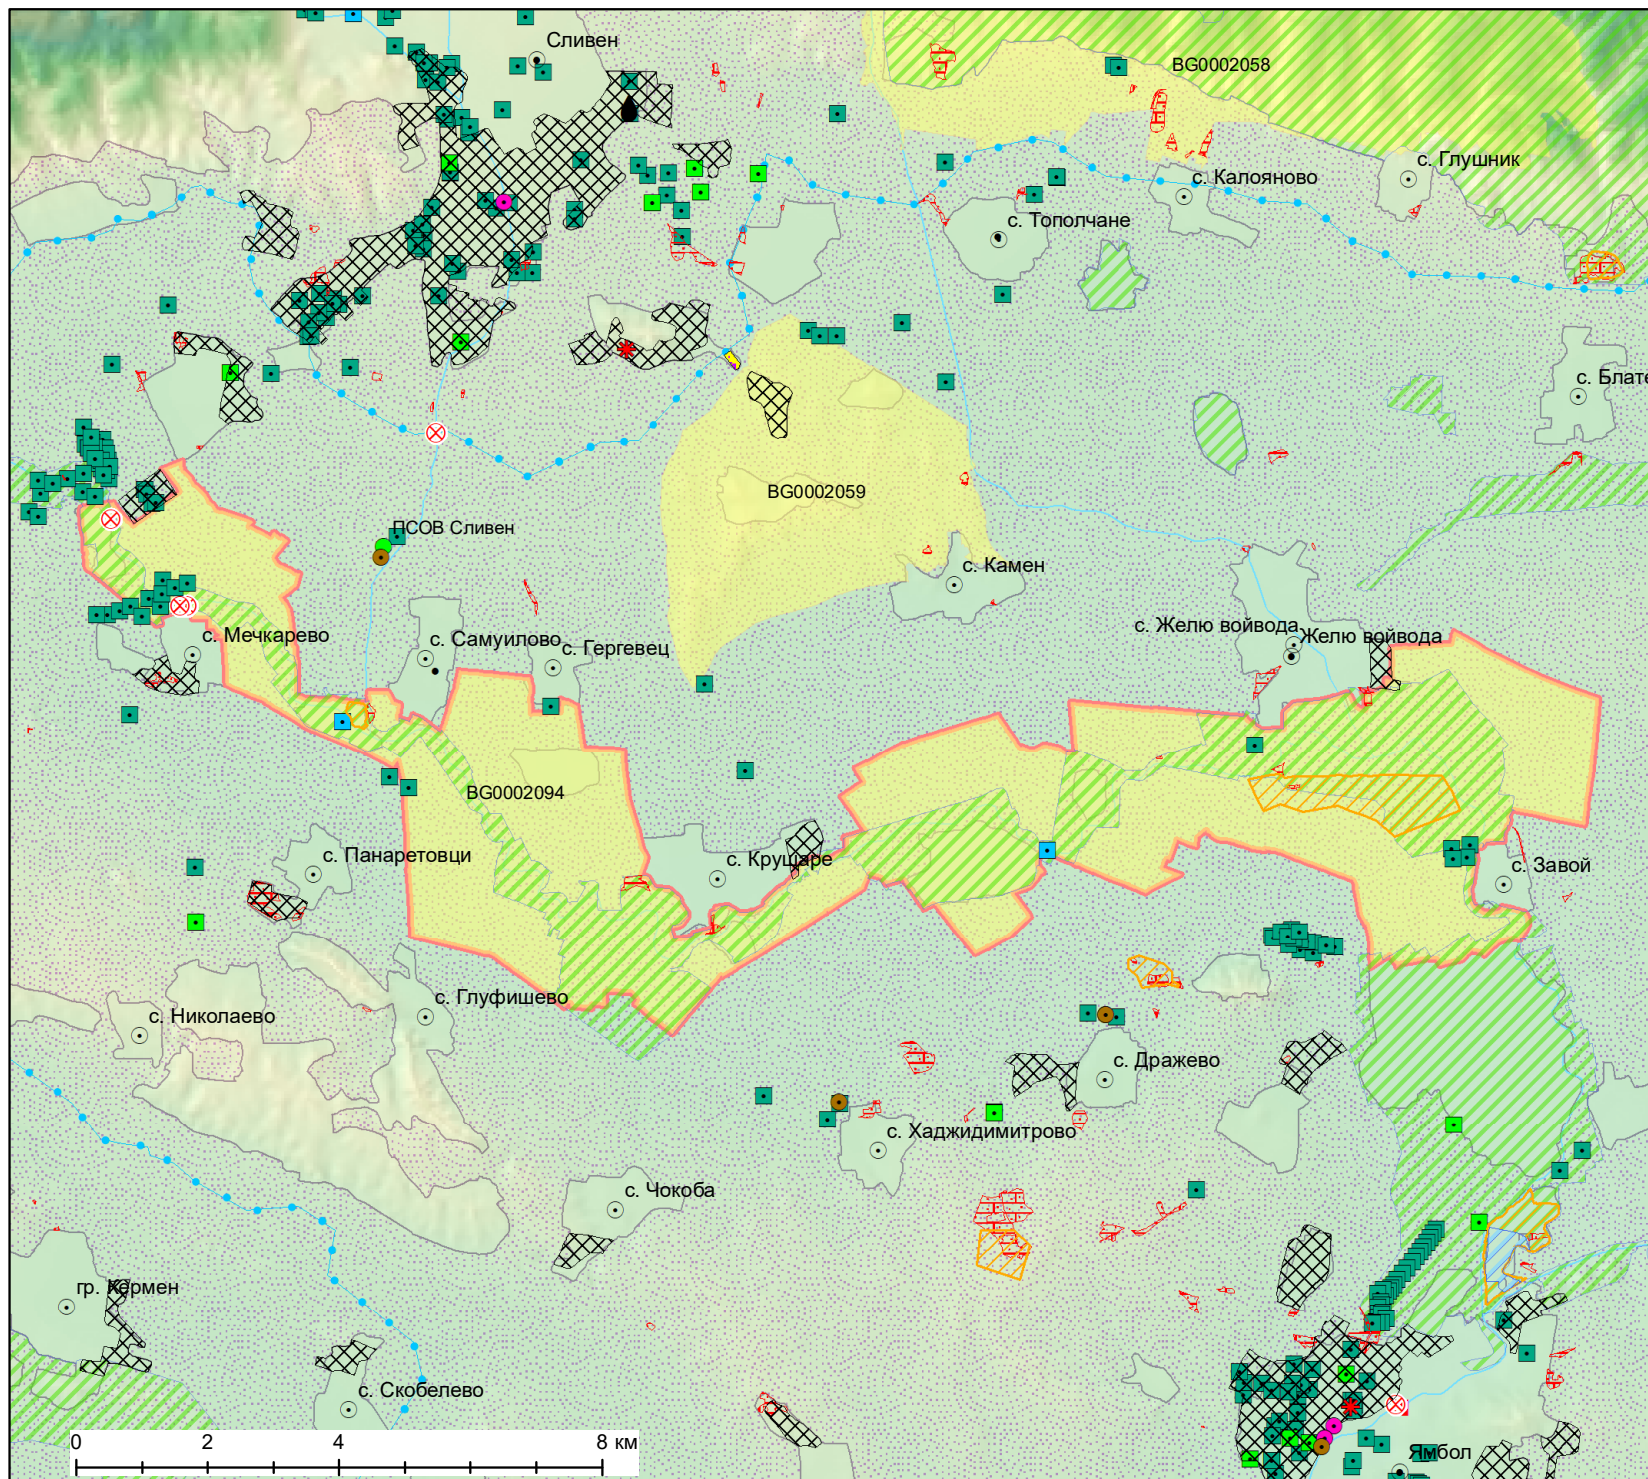 Сливен
BG0002058
с. Глушник
с. Калояново
с. Тополчане
с. Блате
BG0002059
ПСОВ Сливен
с. Камен
с. Мечкарево
с. Самуилово
с. Гергевец
с. Желю войвода
Желю войвода
BG0002094
с. Панаретовци
с. Крушаре
с. Завой
с. Глуфишево
с. Николаево
с. Дражево
с. Хаджидимитрово
с. Чокоба
гр. Кермен
с. Скобелево
Ямбол
0 2 4 8 км